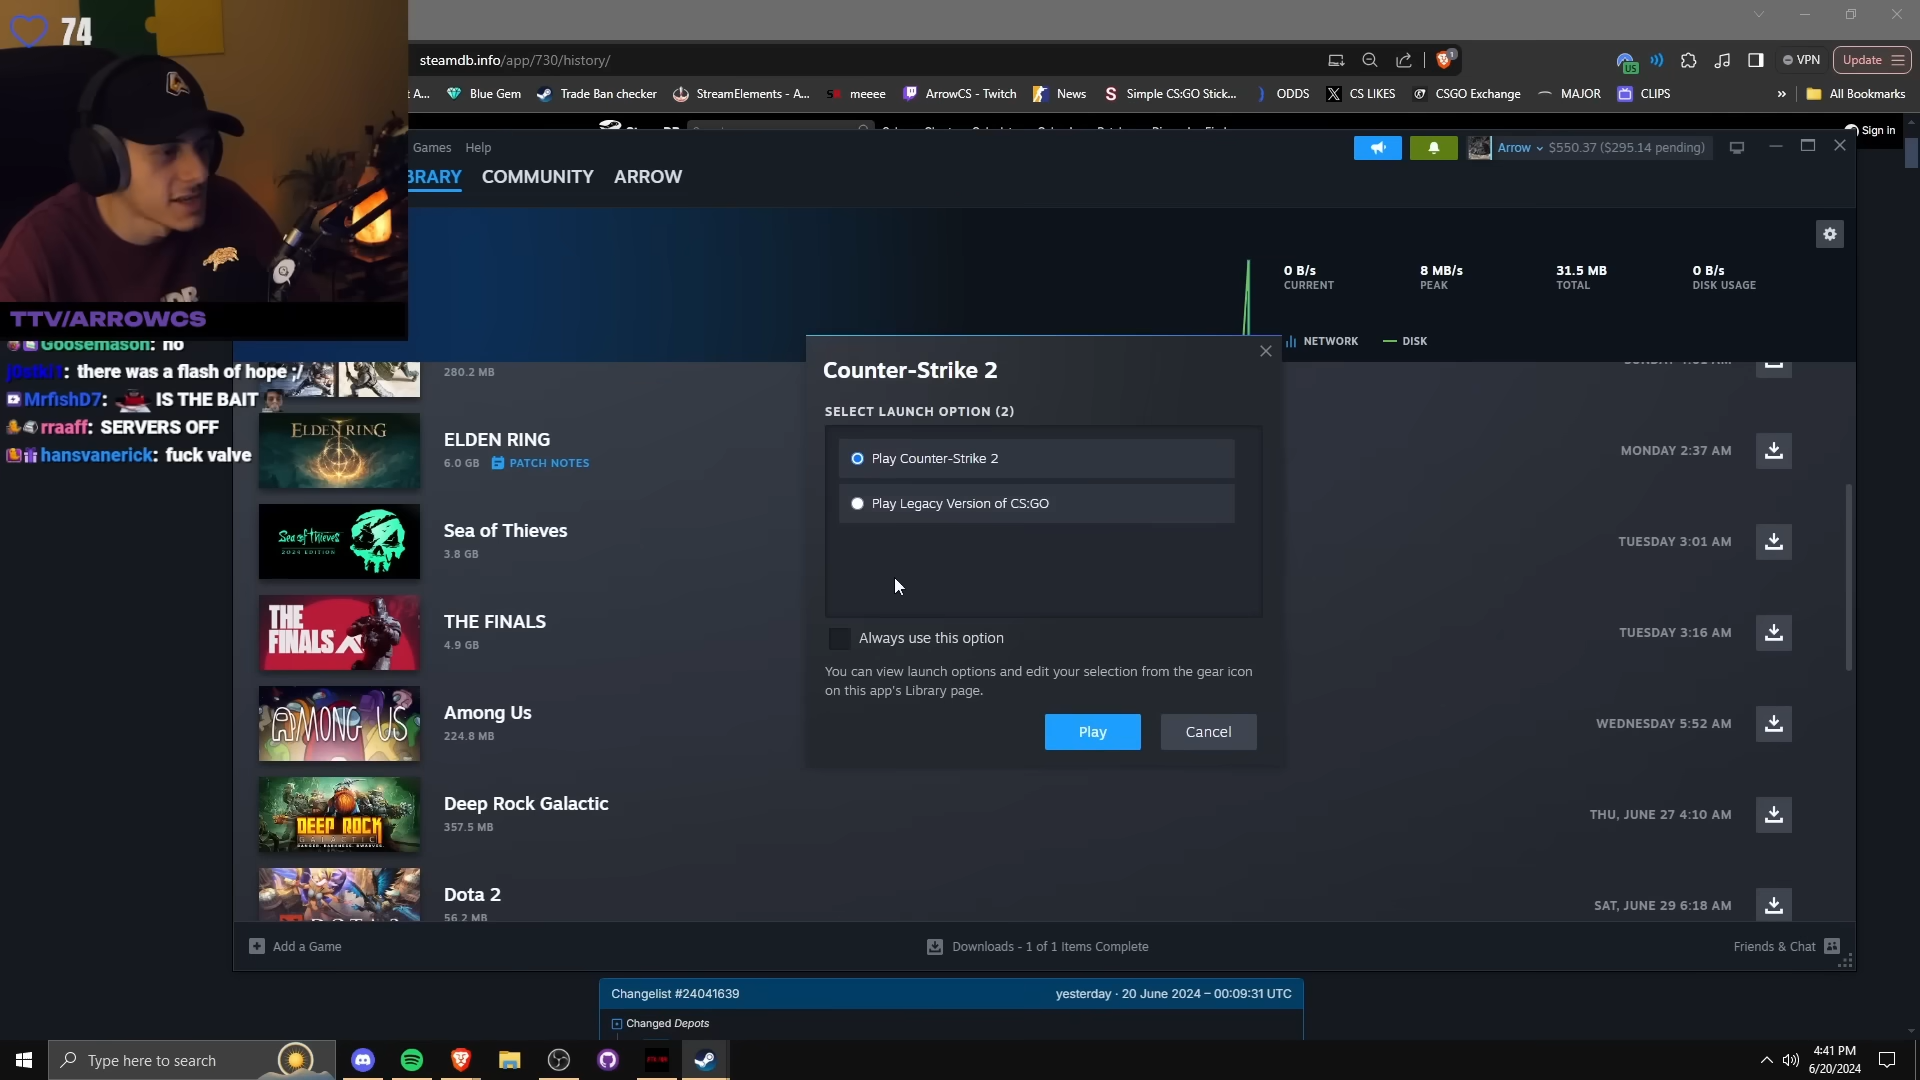 74
steamdb.info/app/730/history/
1
US
VPN
Update
t A...
Blue Gem
Trade Ban checker
StreamElements - A...
meeee
ArrowCS - Twitch
News
Simple CS:GO Stick...
ODDS
CS LIKES
CSGO Exchange
MAJOR
CLIPS
»
All Bookmarks
Sign in
Games
Help
Arrow
$550.37 ($295.14 pending)
BRARY
COMMUNITY
ARROW
0 B/s
CURRENT
8 MB/s
PEAK
31.5 MB
TOTAL
0 B/s
DISK USAGE
NETWORK
DISK
TTV/ARROWCS
Goosemason: no
: there was a flash of hope ;/
MrfishD7: IS THE BAIT
rraaff: SERVERS OFF
hansvanerick: fuck valve
280.2 MB
ELDEN RING
ELDEN RING
6.0 GB
PATCH NOTES
MONDAY 2:37 AM
Sea of Thieves
2024 EDITION
Sea of Thieves
3.8 GB
TUESDAY 3:01 AM
THE FINALS
THE FINALS
4.9 GB
TUESDAY 3:16 AM
AMONG US
Among Us
224.8 MB
WEDNESDAY 5:52 AM
DEEP ROCK
GALACTIC
Deep Rock Galactic
357.5 MB
THU, JUNE 27 4:10 AM
Dota 2
56.2 MB
SAT, JUNE 29 6:18 AM
Counter-Strike 2
SELECT LAUNCH OPTION (2)
Play Counter-Strike 2
Play Legacy Version of CS:GO
Always use this option
You can view launch options and edit your selection from the gear icon
on this app's Library page.
Play
Cancel
Add a Game
Downloads - 1 of 1 Items Complete
Friends & Chat
Changelist #24041639
yesterday · 20 June 2024 – 00:09:31 UTC
Changed Depots
Type here to search
4:41 PM
6/20/2024